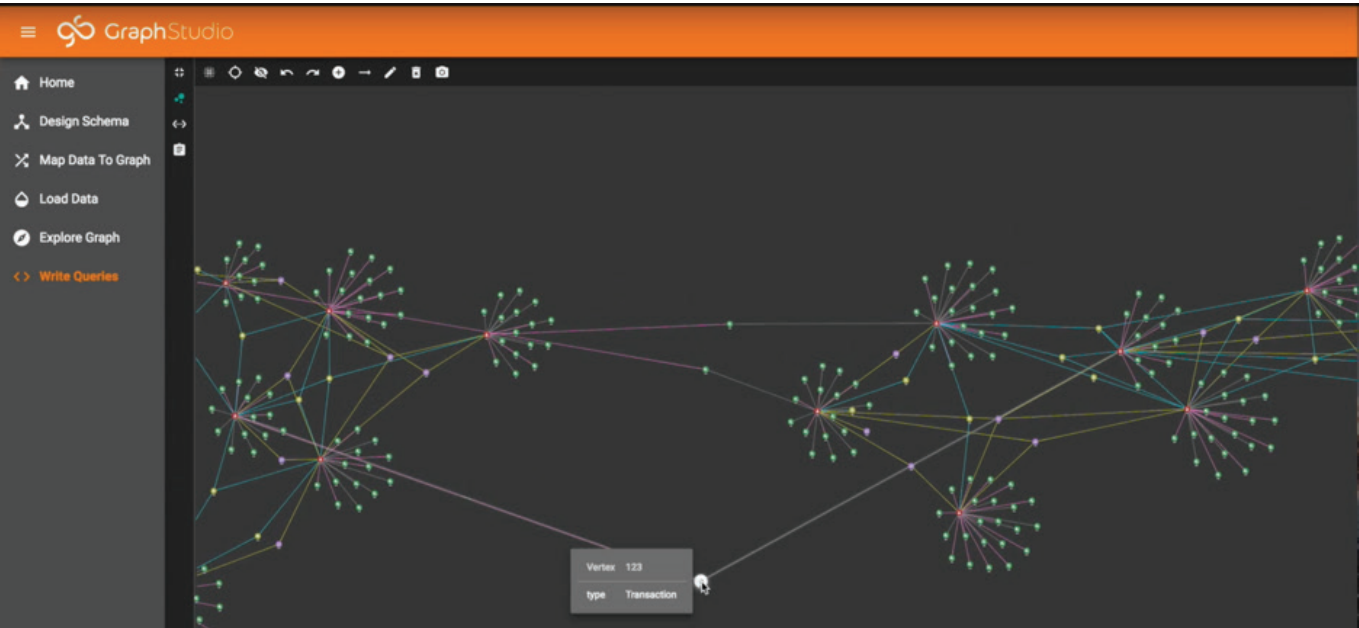 GraphStudio
Home
Design Schema
Map Data To Graph
Load Data
Explore Graph
Write Queries
Vertex 123
type Transaction